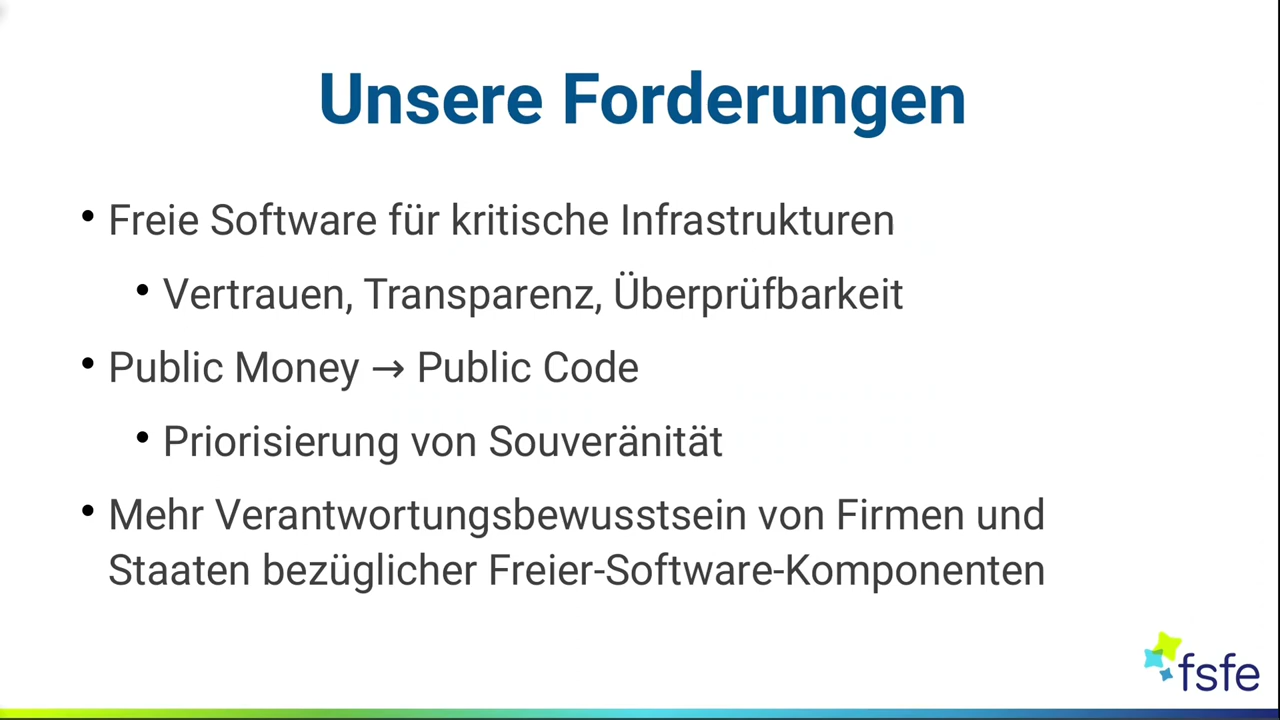 Unsere Forderungen
• Freie Software für kritische Infrastrukturen
• Vertrauen, Transparenz, Überprüfbarkeit
• Public Money → Public Code
• Priorisierung von Souveränität
• Mehr Verantwortungsbewusstsein von Firmen und
Staaten bezüglicher Freier-Software-Komponenten
fsfe